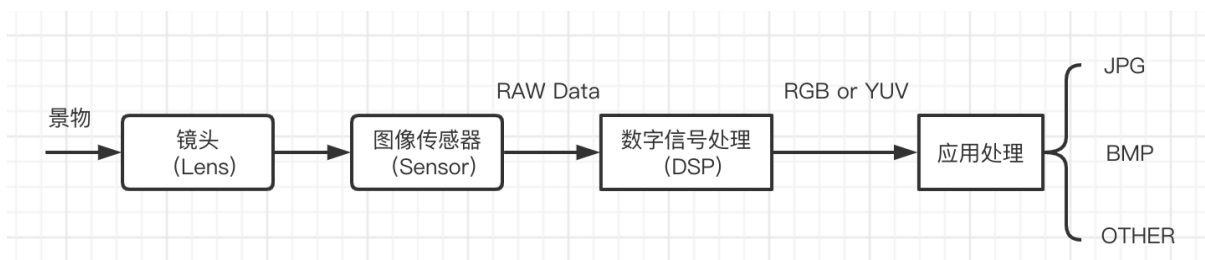 景物
镜头
（Lens）
RAW Data
图像传感器
（Sensor）
数字信号处理
（DSP）
RGB or YUV
应用处理
JPG
BMP
OTHER